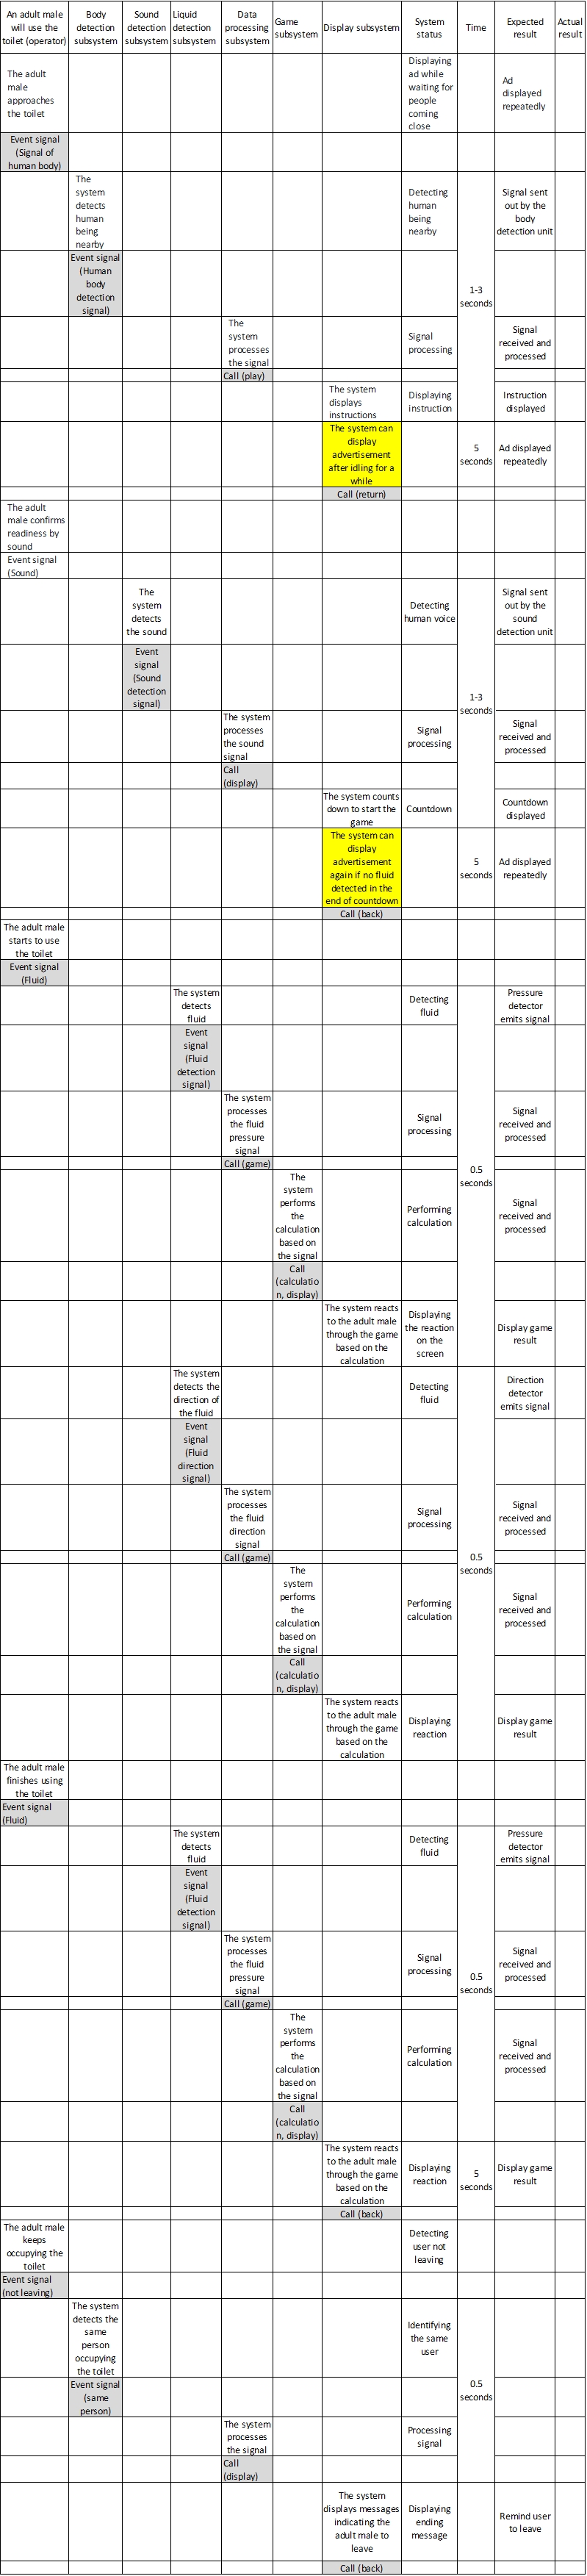 An adult male
will use the
toilet (operator)
Body
detection
subsystem
Sound
detection
subsystem
Liquid
detection
subsystem
Data
processing
subsystem
Game
subsystem
Display subsystem
System
status
Time
Expected
result
Actual
result
The adult
male
approaches
the toilet
Displaying
ad while
waiting for
people
coming
close
Ad
displayed
repeatedly
Event signal
(Signal of
human body)
The
system
detects
human
being
nearby
Detecting
human
being
nearby
1-3
seconds
Signal sent
out by the
body
detection unit
Event signal
(Human
body
detection
signal)
The
system
processes
the signal
Signal
processing
Signal
received and
processed
Call (play)
The system
displays
instructions
Displaying
instruction
Instruction
displayed
The system can
display
advertisement
after idling for a
while
5
seconds
Ad displayed
repeatedly
Call (return)
The adult
male confirms
readiness by
sound
Event signal
(Sound)
The
system
detects
the sound
Detecting
human voice
1-3
seconds
Signal sent
out by the
sound
detection unit
Event
signal
(Sound
detection
signal)
The system
processes
the sound
signal
Signal
processing
Signal
received and
processed
Call
(display)
The system counts
down to start the
game
Countdown
Countdown
displayed
The system can
display
advertisement
again if no fluid
detected in the
end of countdown
5
seconds
Ad displayed
repeatedly
Call (back)
The adult male
starts to use
the toilet
Event signal
(Fluid)
The system
detects
fluid
Detecting
fluid
0.5
seconds
Pressure
detector
emits signal
Event
signal
(Fluid
detection
signal)
The system
processes
the fluid
pressure
signal
Signal
processing
Signal
received and
processed
Call (game)
The
system
performs
the
calculation
based on
the signal
Performing
calculation
Signal
received and
processed
Call
(calculatio
n, display)
The system reacts
to the adult male
through the game
based on the
calculation
Displaying
the reaction
on the
screen
Display game
result
The system
detects the
direction of
the fluid
Detecting
fluid
0.5
seconds
Direction
detector
emits signal
Event
signal
(Fluid
direction
signal)
The system
processes
the fluid
direction
signal
Signal
processing
Signal
received and
processed
Call (game)
The
system
performs
the
calculation
based on
the signal
Performing
calculation
Signal
received and
processed
Call
(calculatio
n, display)
The system reacts
to the adult male
through the game
based on the
calculation
Displaying
reaction
Display game
result
The adult male
finishes using
the toilet
Event signal
(Fluid)
The system
detects
fluid
Detecting
fluid
0.5
seconds
Pressure
detector
emits signal
Event
signal
(Fluid
detection
signal)
The system
processes
the fluid
pressure
signal
Signal
processing
Signal
received and
processed
Call (game)
The
system
performs
the
calculation
based on
the signal
Performing
calculation
Signal
received and
processed
Call
(calculatio
n, display)
The system reacts
to the adult male
through the game
based on the
calculation
Displaying
reaction
5
seconds
Display game
result
Call (back)
The adult male
keeps
occupying the
toilet
Detecting
user not
leaving
Event signal
(not leaving)
The system
detects the
same
person
occupying
the toilet
Identifying
the same
user
0.5
seconds
Event signal
(same
person)
The system
processes
the signal
Processing
signal
Call
(display)
The system
displays messages
indicating the
adult male to
leave
Displaying
ending
message
Remind user
to leave
Call (back)